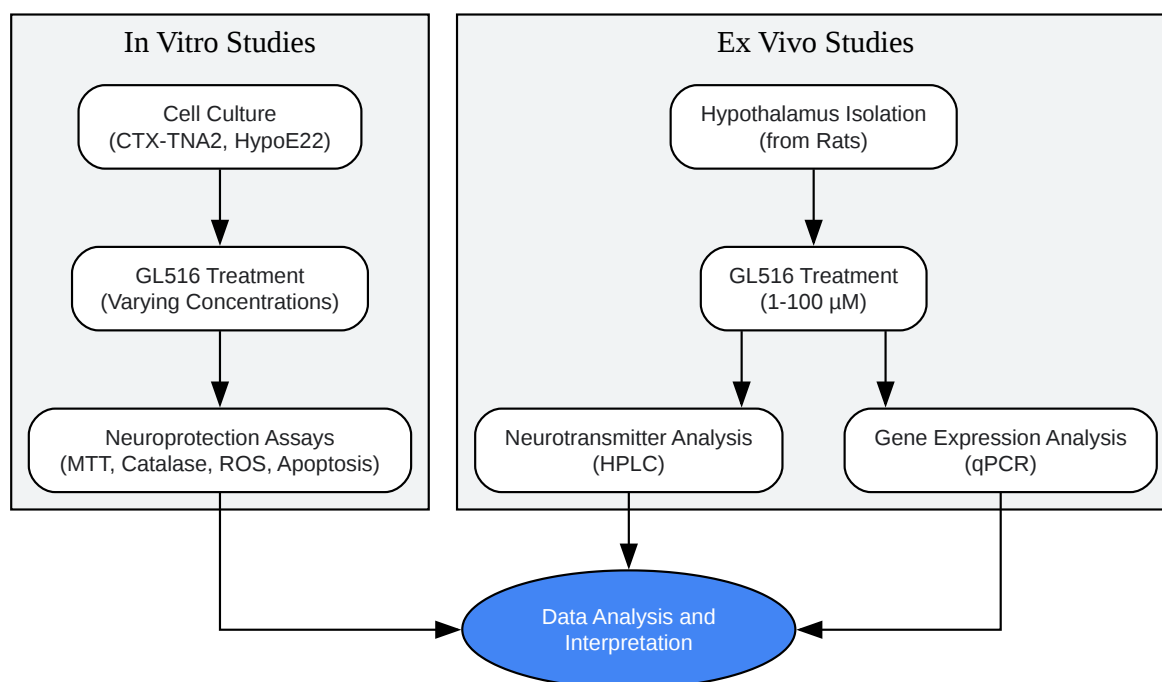 In Vitro Studies
Cell Culture
(CTX-TNA2, HypoE22)
GL516 Treatment
(Varying Concentrations)
Neuroprotection Assays
(MTT, Catalase, ROS, Apoptosis)
Ex Vivo Studies
Hypothalamus Isolation
(from Rats)
GL516 Treatment
(1-100 µM)
Neurotransmitter Analysis
(HPLC)
Gene Expression Analysis
(qPCR)
Data Analysis and
Interpretation